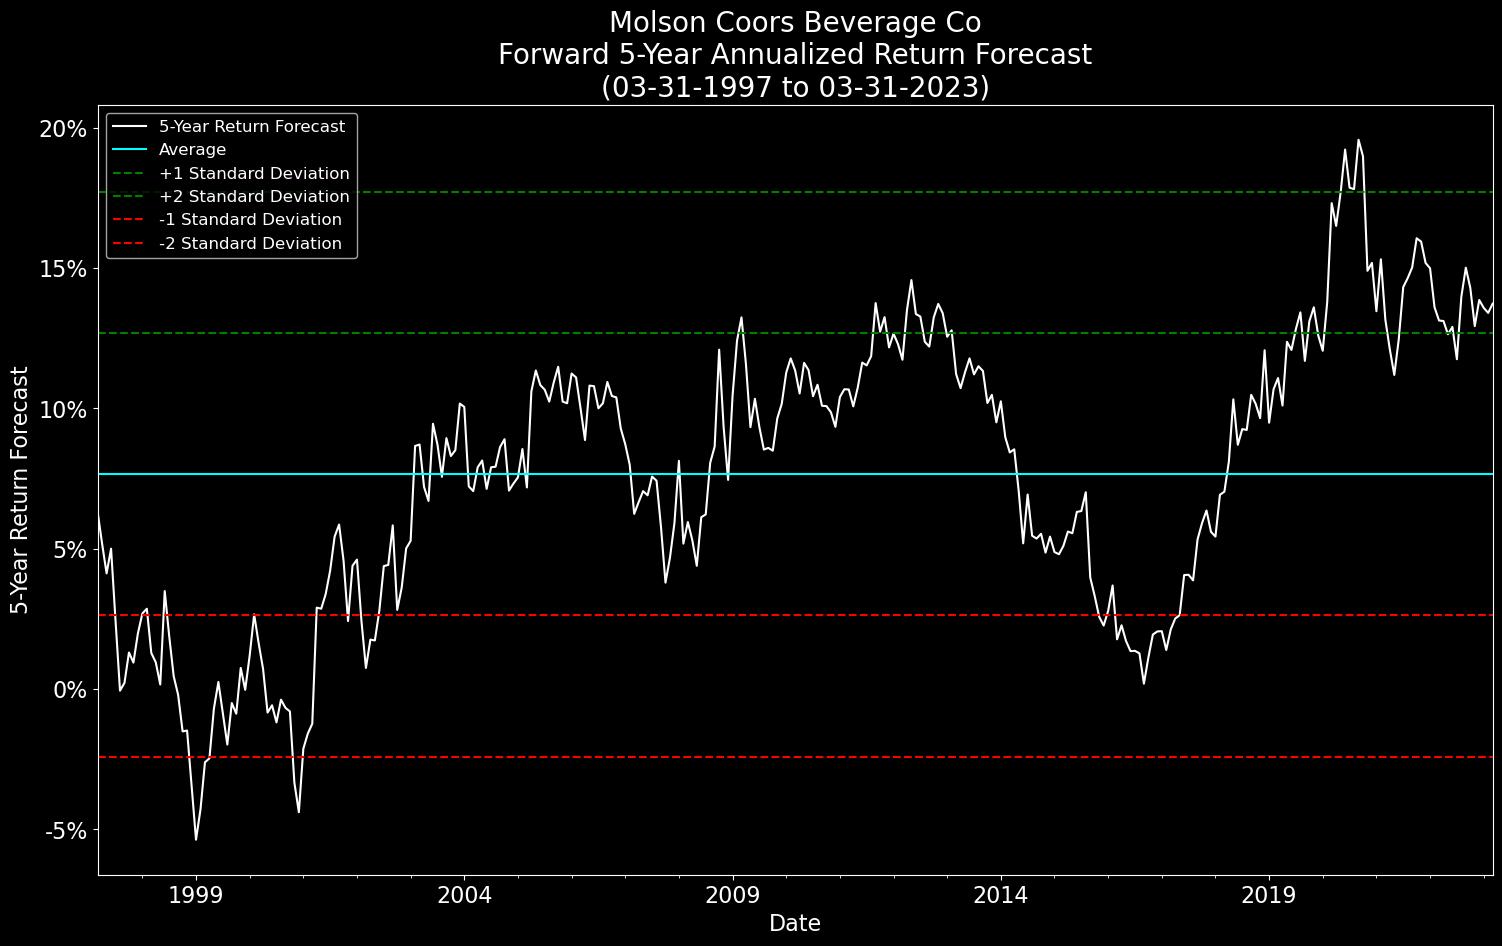 Molson Coors Beverage Co
Forward 5-Year Annualized Return Forecast
(03-31-1997 to 03-31-2023)
5-Year Return Forecast
Average
+1 Standard Deviation
+2 Standard Deviation
-1 Standard Deviation
-2 Standard Deviation
20%
15%
10%
5%
0%
-5%
5-Year Return Forecast
1999
2004
2009
2014
2019
Date